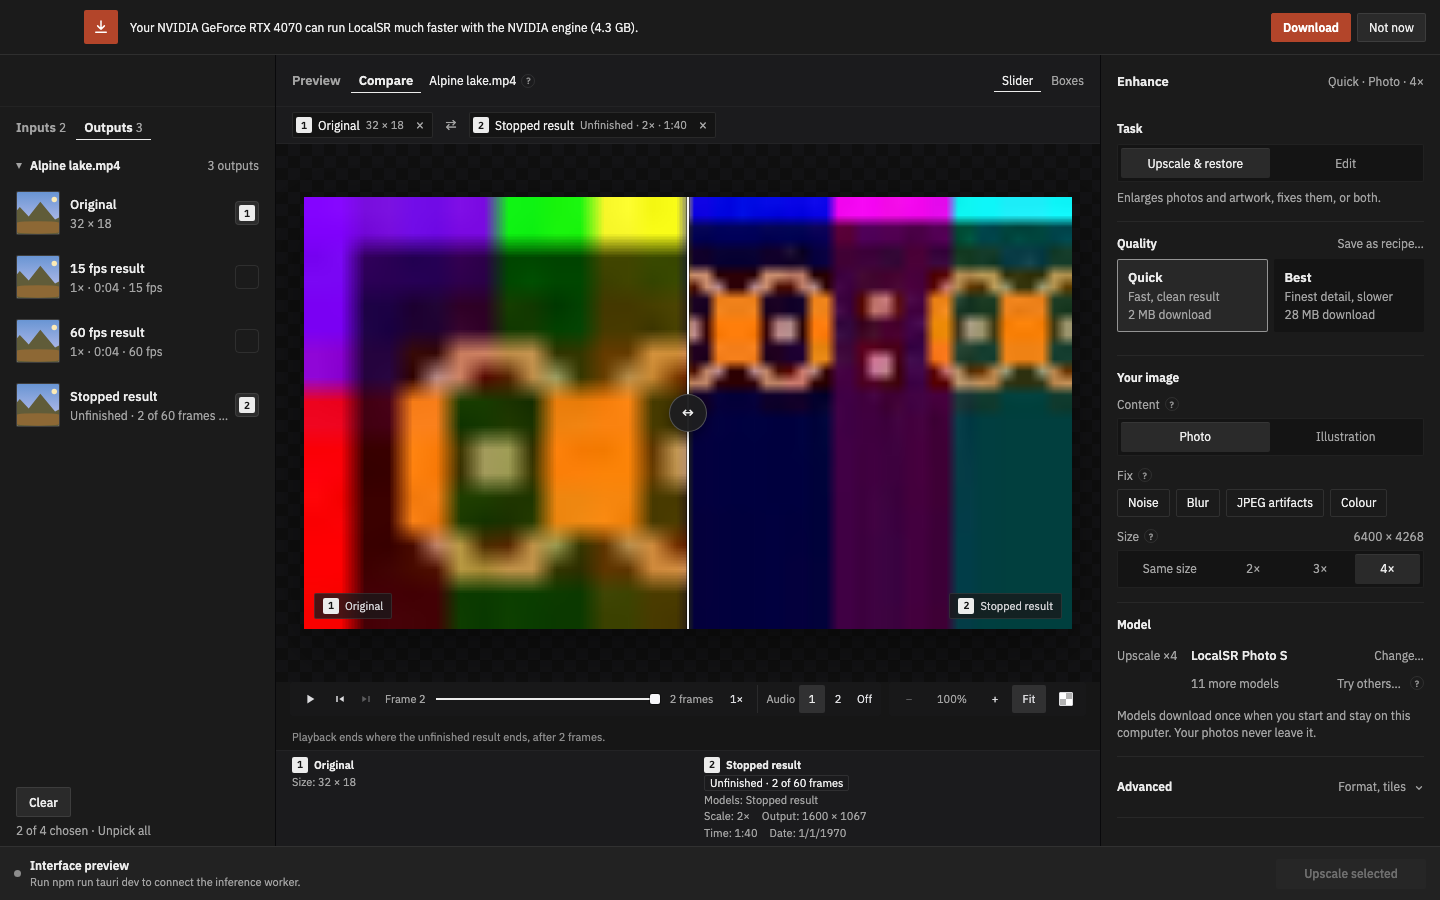 Your NVIDIA GeForce RTX 4070 can run LocalSR much faster with the NVIDIA engine (4.3 GB).
Download
Not now
Preview
Compare
Alpine lake.mp4 ?
Slider
Boxes
Enhance
Quick · Photo · 4×
Inputs 2
Outputs 3
1 Original 32 × 18 ×
2 Stopped result Unfinished · 2× · 1:40 ×
Alpine lake.mp4
3 outputs
Original
32 × 18
1
15 fps result
1× · 0:04 · 15 fps
60 fps result
1× · 0:04 · 60 fps
Stopped result
Unfinished · 2 of 60 frames ...
2
Clear
2 of 4 chosen · Unpick all
1 Original
2 Stopped result
Frame 2
2 frames
1×
Audio
1
2
Off
−
100%
+
Fit
Playback ends where the unfinished result ends, after 2 frames.
1 Original
Size: 32 × 18
2 Stopped result
Unfinished · 2 of 60 frames
Models: Stopped result
Scale: 2× Output: 1600 × 1067
Time: 1:40 Date: 1/1/1970
Task
Upscale & restore
Edit
Enlarges photos and artwork, fixes them, or both.
Quality
Save as recipe...
Quick
Fast, clean result
2 MB download
Best
Finest detail, slower
28 MB download
Your image
Content ?
Photo
Illustration
Fix ?
Noise
Blur
JPEG artifacts
Colour
Size ?
6400 × 4268
Same size
2×
3×
4×
Model
Upscale ×4
LocalSR Photo S
Change...
11 more models
Try others... ?
Models download once when you start and stay on this
computer. Your photos never leave it.
Advanced
Format, tiles
Interface preview
Run npm run tauri dev to connect the inference worker.
Upscale selected